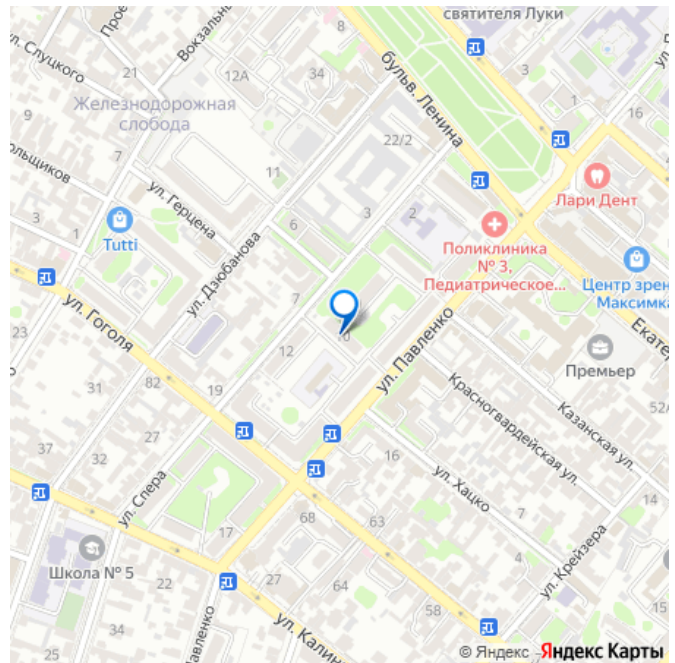 святителя Луки
Прое
Вокзальн
ул. Слуцкого
8
21
12А
34
3
1
16
Железнодорожная
слобода
бульв. Ленина
22/2
9
7
ольщиков
11
ул. Герцена
Лари Дент
3
1
Tutti
6
3
2
Поликлиника
№ 3,
Педиатрическое...
ул. Дзюбанова
Центр зрен
Максимка
ул. Гоголя
7
10
12
ул. Павленко
Екатер
Премьер
31
82
19
Красногвардейская ул.
Казанская ул.
52А
37
27
32
ул. Спера
16
ул. Хацко
14
17
68
63
7
4
ул. Крейзера
Школа № 5
22
27
64
58
15
25
34
авленко
ул. Калин
© Яндекс
Яндекс Карты